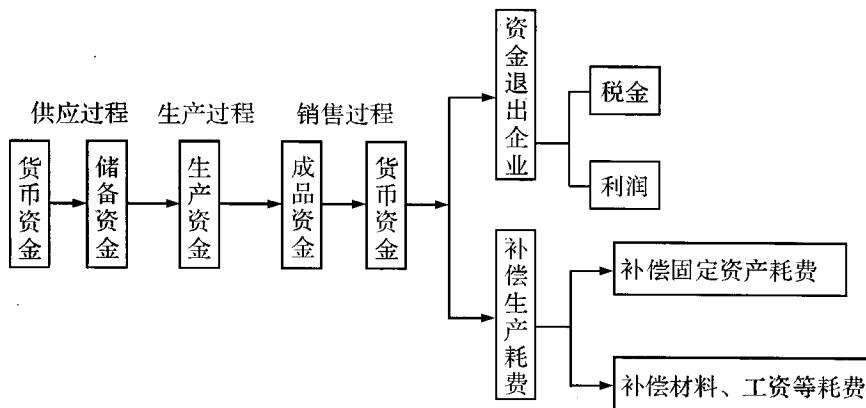 供应过程
生产过程
销售过程
货币资金
储备资金
生产资金
成品资金
货币资金
资金退出企业
税金
利润
补偿生产耗费
补偿固定资产耗费
补偿材料、工资等耗费